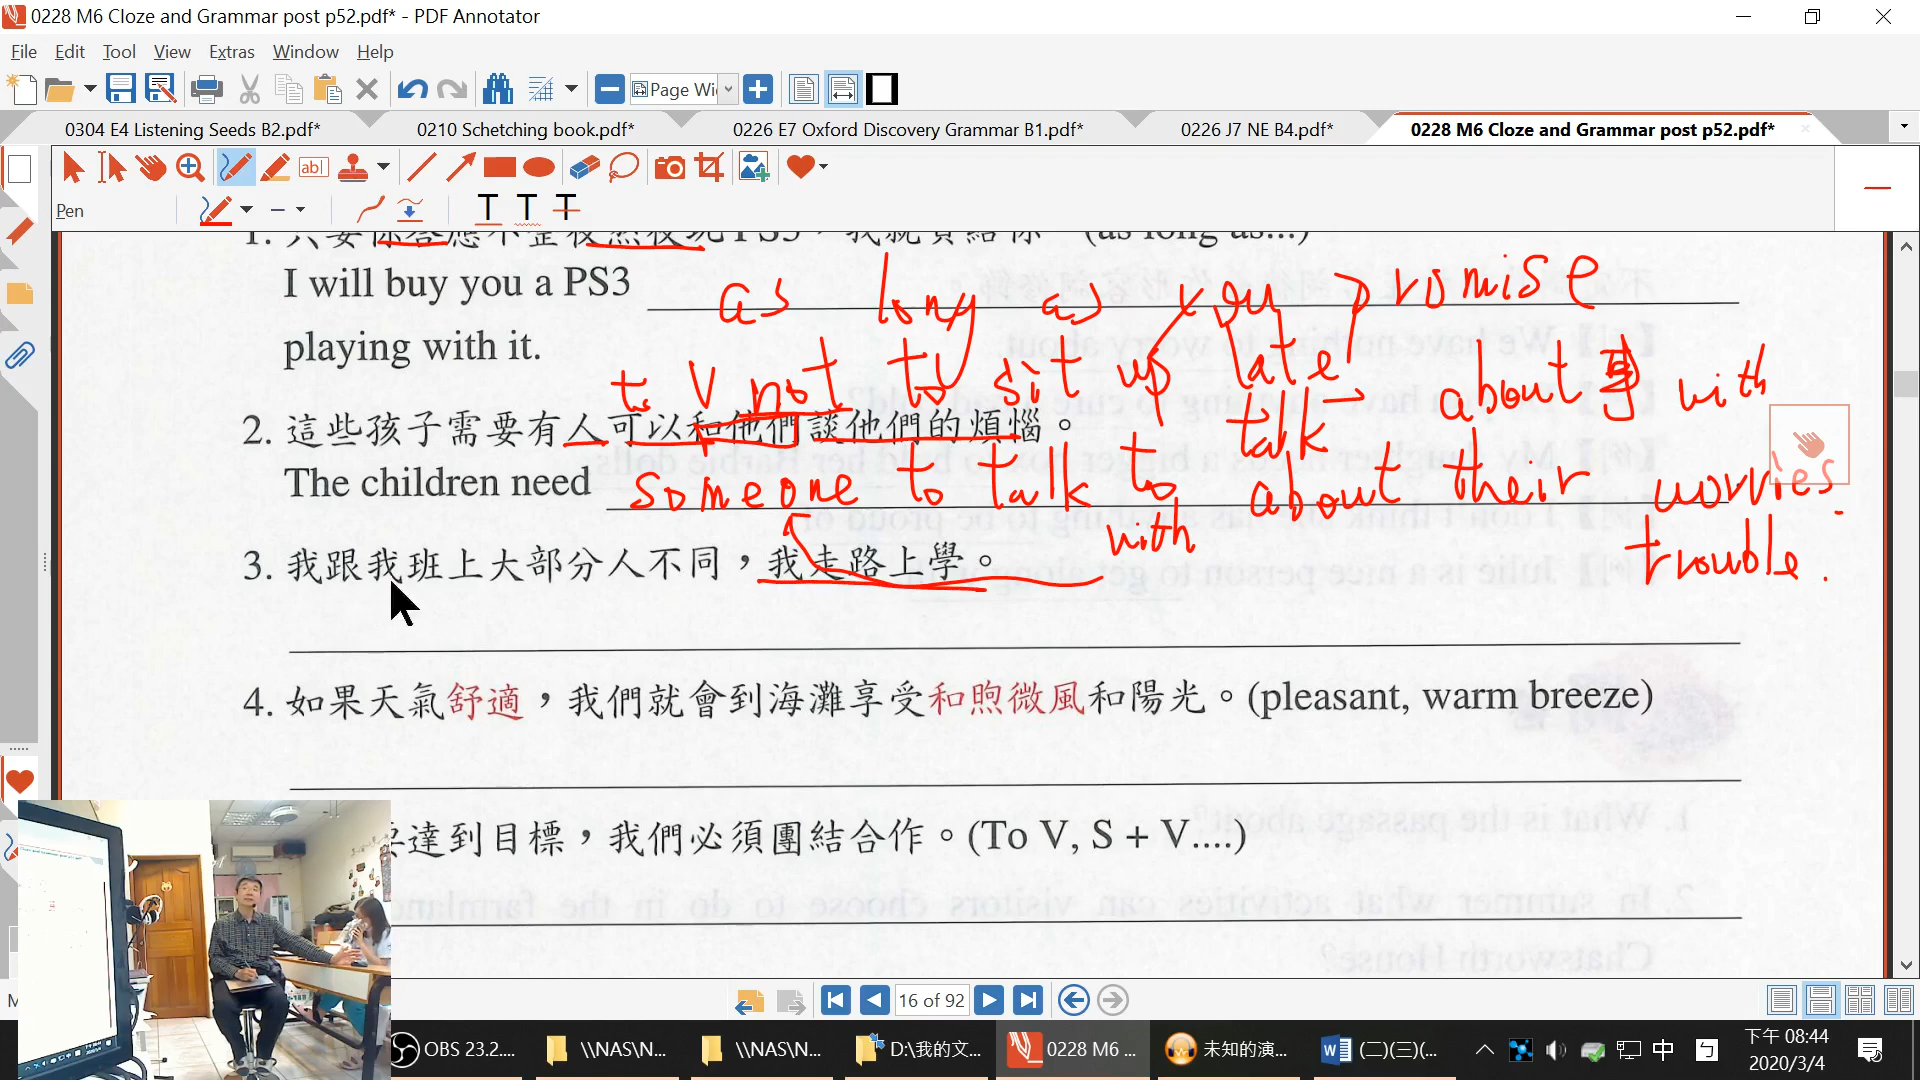 0228 M6 Cloze and Grammar post p52.pdf* - PDF Annotator
File Edit Tool View Extras Window Help
Page Wi
0304 E4 Listening Seeds B2.pdf* 0210 Schetching book.pdf* 0226 E7 Oxford Discovery Grammar B1.pdf* 0226 J7 NE B4.pdf* 0228 M6 Cloze and Grammar post p52.pdf*
Pen
(as long as...)
I will buy you a PS3 as long as you promise
playing with it.
to V not to sit up late
talk → about 事 with
2. 這些孩子需要有人可以和他們談他們的煩惱。
The children need someone to talk to about their worries.
with
trouble.
3. 我跟我班上大部分人不同，我走路上學。
4. 如果天氣舒適，我們就會到海灘享受和煦微風和陽光。(pleasant, warm breeze)
達到目標，我們必須團結合作。(To V, S + V....)
16 of 92
OBS 23.2.... \\NAS\N... \\NAS\N... D:\我的文... 0228 M6 ... 未知的演... (二)(三)(... 中 ㄅ 下午 08:44
2020/3/4